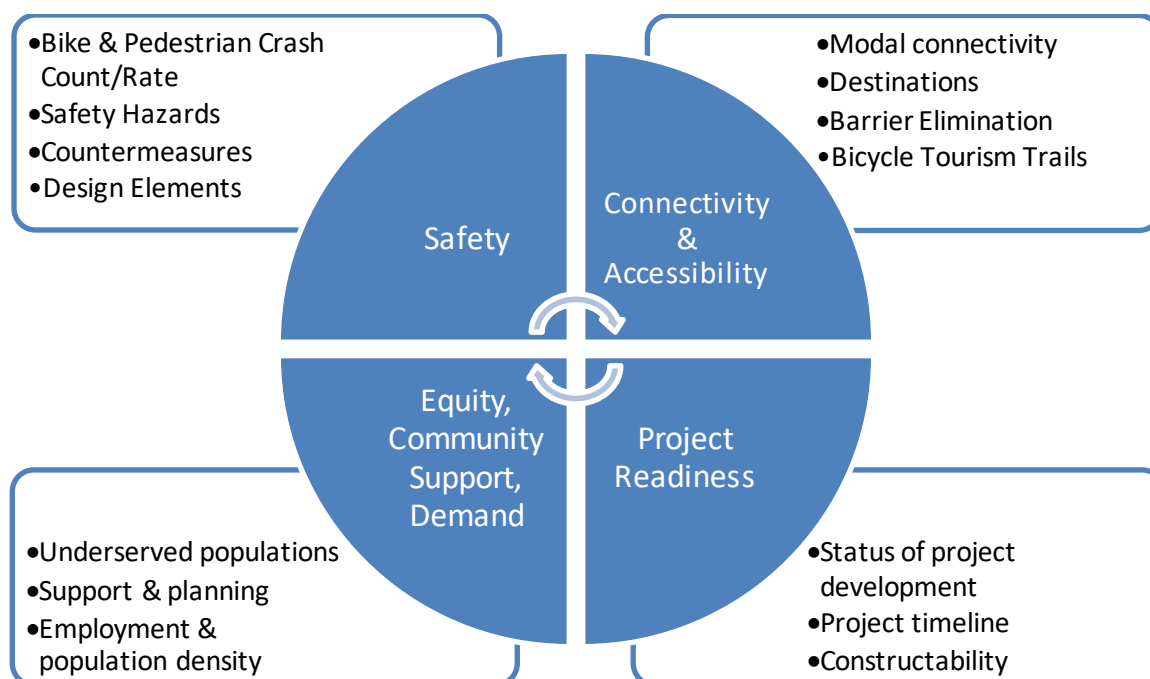 •Bike & Pedestrian Crash
Count/Rate
•Safety Hazards
•Countermeasures
•Design Elements
•Modal connectivity
•Destinations
•Barrier Elimination
•Bicycle Tourism Trails
Safety
Connectivity
&
Accessibility
Equity,
Community
Support,
Demand
Project
Readiness
•Underserved populations
•Support & planning
•Employment &
population density
•Status of project
development
•Project timeline
•Constructability